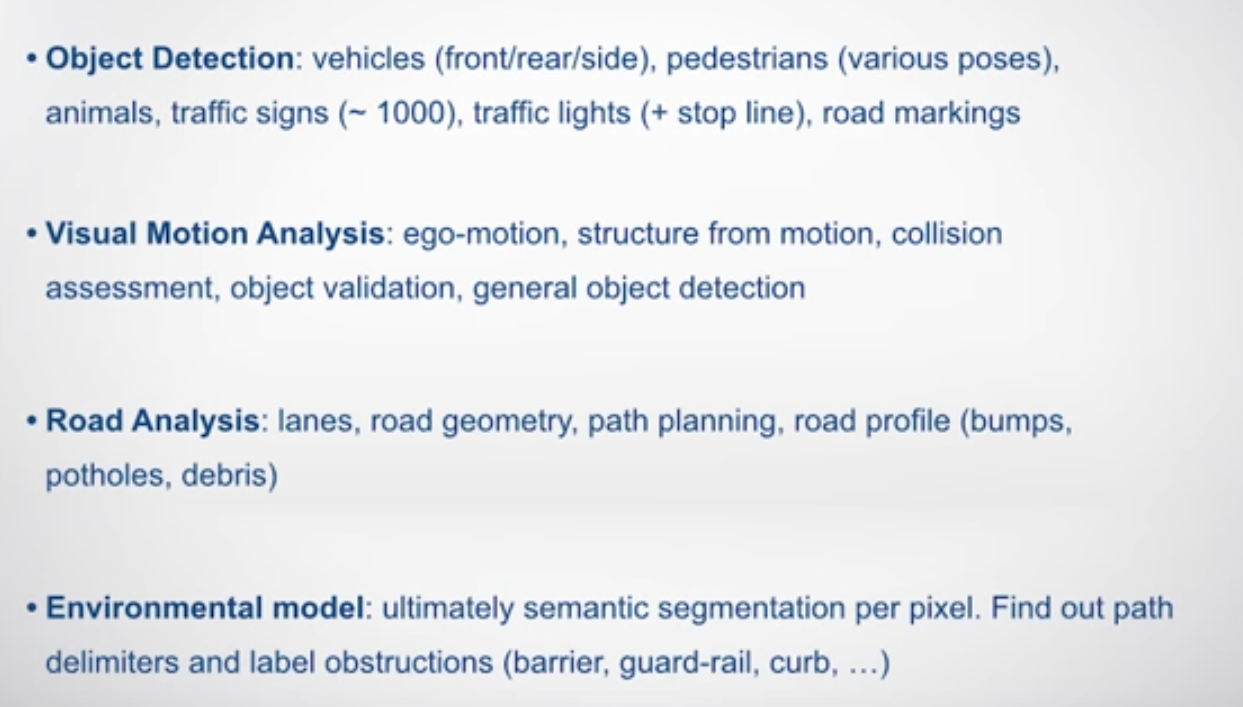 • Object Detection: vehicles (front/rear/side), pedestrians (various poses),
animals, traffic signs (~ 1000), traffic lights (+ stop line), road markings
• Visual Motion Analysis: ego-motion, structure from motion, collision
assessment, object validation, general object detection
• Road Analysis: lanes, road geometry, path planning, road profile (bumps,
potholes, debris)
• Environmental model: ultimately semantic segmentation per pixel. Find out path
delimiters and label obstructions (barrier, guard-rail, curb, …)